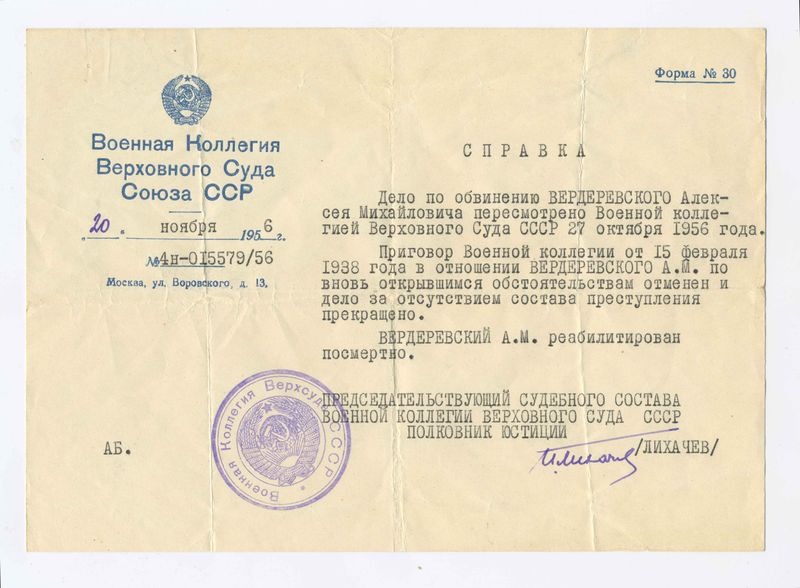 Форма № 30
Военная Коллегия
Верховного Суда
Союза ССР
„20" ноября 1956 г.
№4н-015579/56
Москва, ул. Воровского, д. 13.
СПРАВКА
Дело по обвинению ВЕРДЕРЕВСКОГО Алек-
сея Михайловича пересмотрено Военной колле-
гией Верховного Суда СССР 27 октября 1956 года.
Приговор Военной коллегии от 15 февраля
1938 года в отношении ВЕРДЕРЕВСКОГО А.М. по
вновь открывшимся обстоятельствам отменен и
дело за отсутствием состава преступления
прекращено.
ВЕРДЕРЕВСКИЙ А.М. реабилитирован
посмертно.
ПРЕДСЕДАТЕЛЬСТВУЮЩИЙ СУДЕБНОГО СОСТАВА
ВОЕННОЙ КОЛЛЕГИИ ВЕРХОВНОГО СУДА СССР
ПОЛКОВНИК ЮСТИЦИИ
/ЛИХАЧЕВ/
АБ.
Военная Коллегия Верхсуда СССР